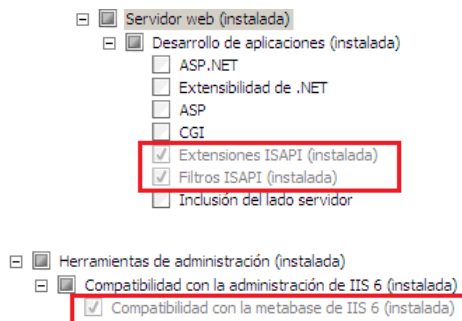 Servidor web (instalada)
Desarrollo de aplicaciones (instalada)
ASP.NET
Extensibilidad de .NET
ASP
CGI
Extensiones ISAPI (instalada)
Filtros ISAPI (instalada)
Inclusión del lado servidor
Herramientas de administración (instalada)
Compatibilidad con la administración de IIS 6 (instalada)
Compatibilidad con la metabase de IIS 6 (instalada)